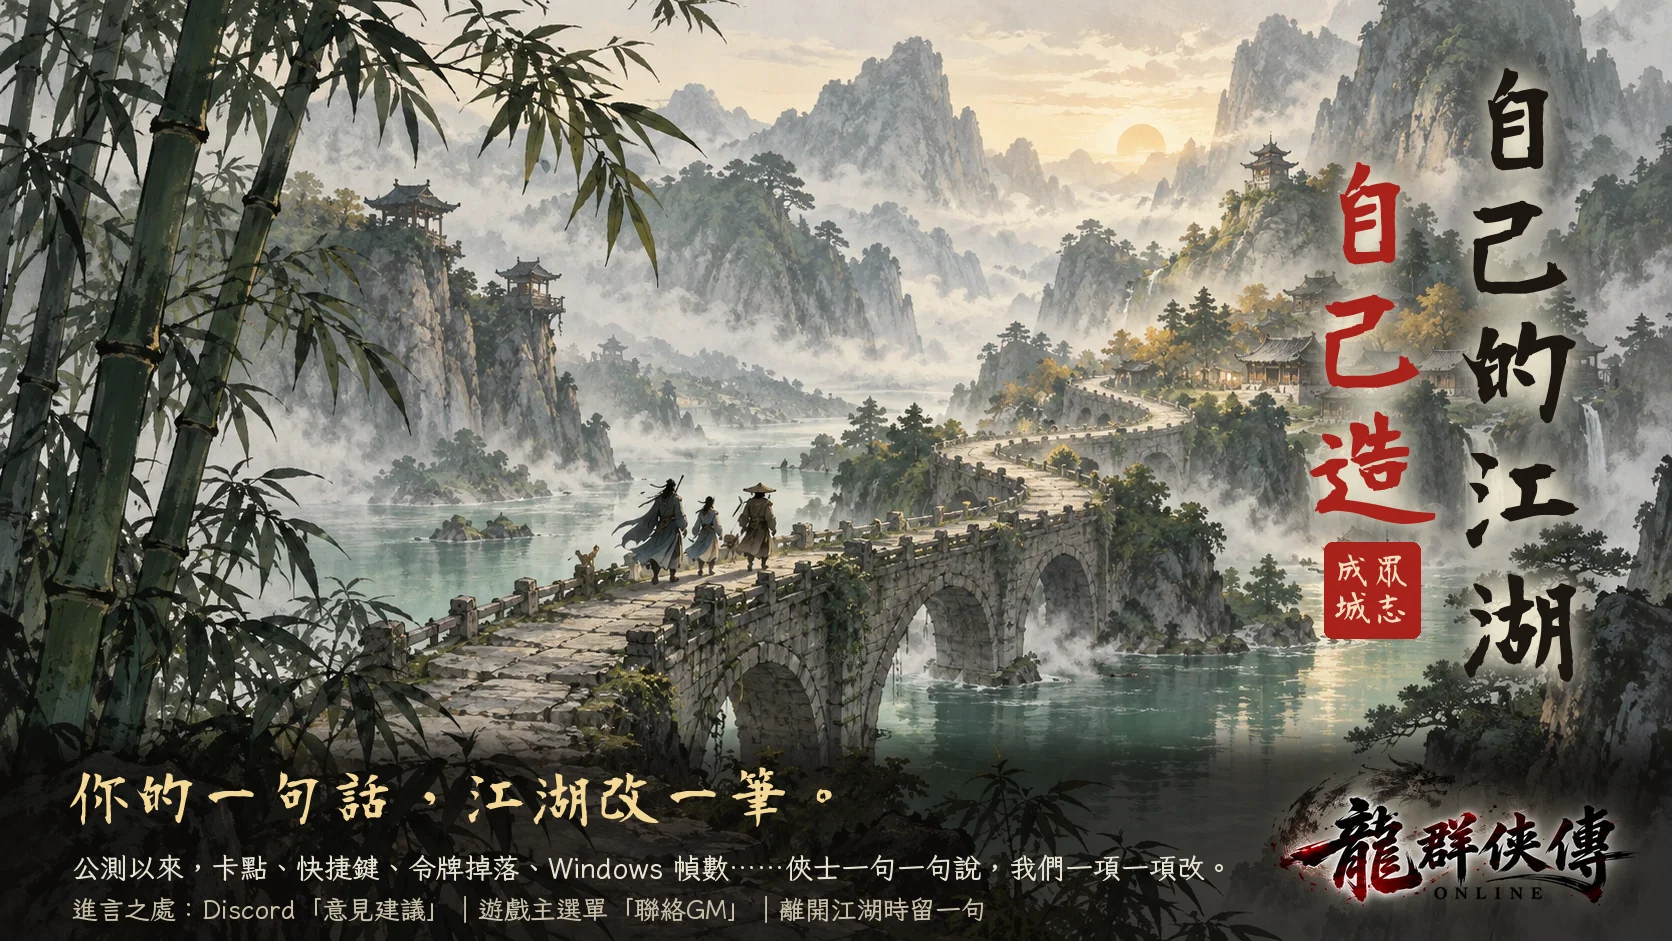 自己的江湖
自己造
眾志成城
你的一句話，江湖改一筆。
公測以來，卡點、快捷鍵、令牌掉落、Windows 幀數……俠士一句一句說，我們一項一項改。
進言之處：Discord「意見建議」｜遊戲主選單「聯絡GM」｜離開江湖時留一句
龍群俠傳
ONLINE